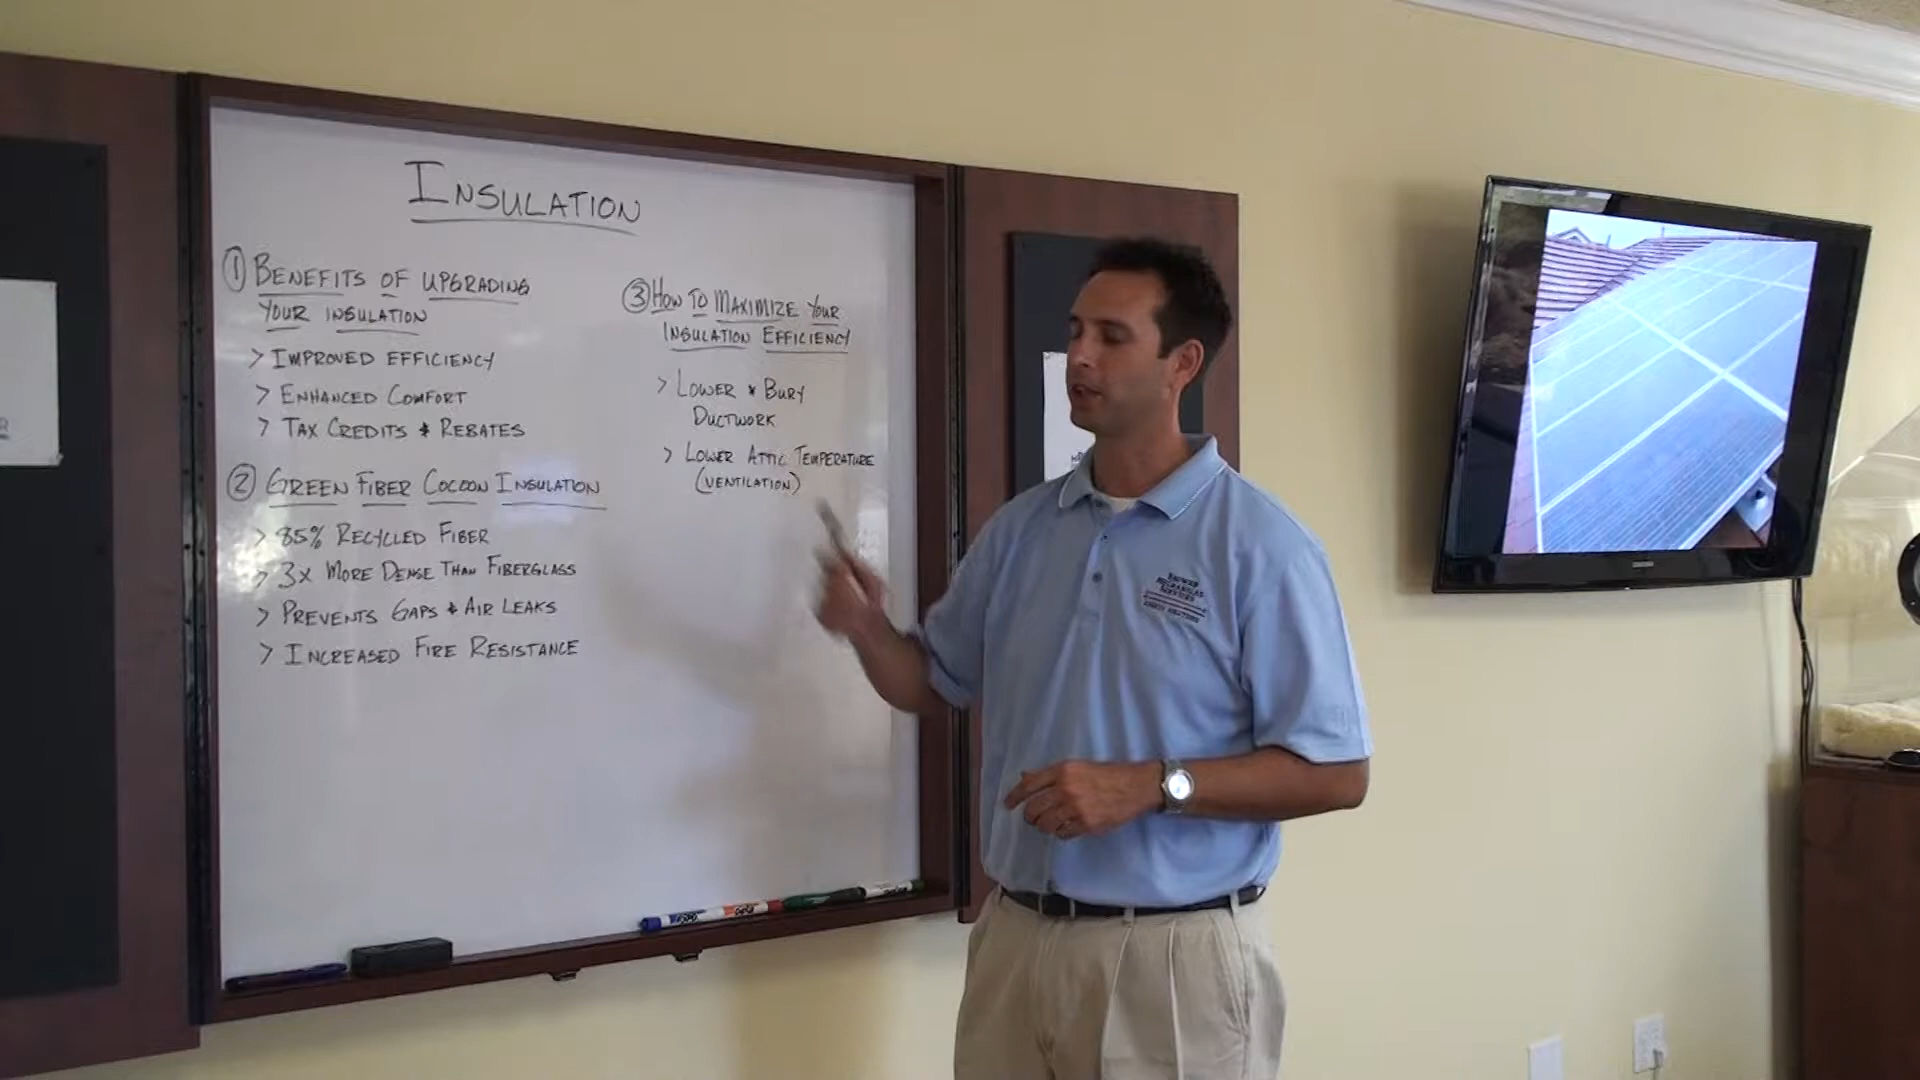 INSULATION
① BENEFITS OF UPGRADING
YOUR INSULATION
> IMPROVED EFFICIENCY
> ENHANCED COMFORT
> TAX CREDITS & REBATES
② GREEN FIBER COCOON INSULATION
> 85% RECYCLED FIBER
> 3X MORE DENSE THAN FIBERGLASS
> PREVENTS GAPS & AIR LEAKS
> INCREASED FIRE RESISTANCE
③ HOW TO MAXIMIZE YOUR
INSULATION EFFICIENCY
> LOWER & BURY
DUCTWORK
> LOWER ATTIC TEMPERATURE
(VENTILATION)
EXPO
SAMSUNG